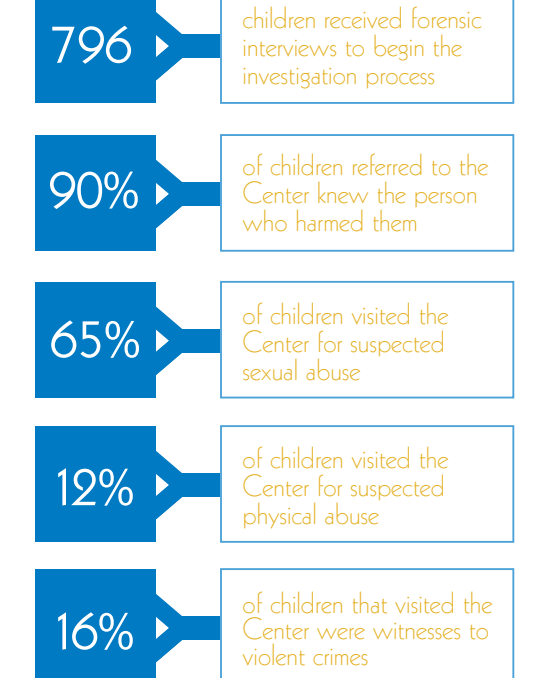 796
children received forensic
interviews to begin the
investigation process
90%
of children referred to the
Center knew the person
who harmed them
65%
of children visited the
Center for suspected
sexual abuse
12%
of children visited the
Center for suspected
physical abuse
16%
of children that visited the
Center were witnesses to
violent crimes